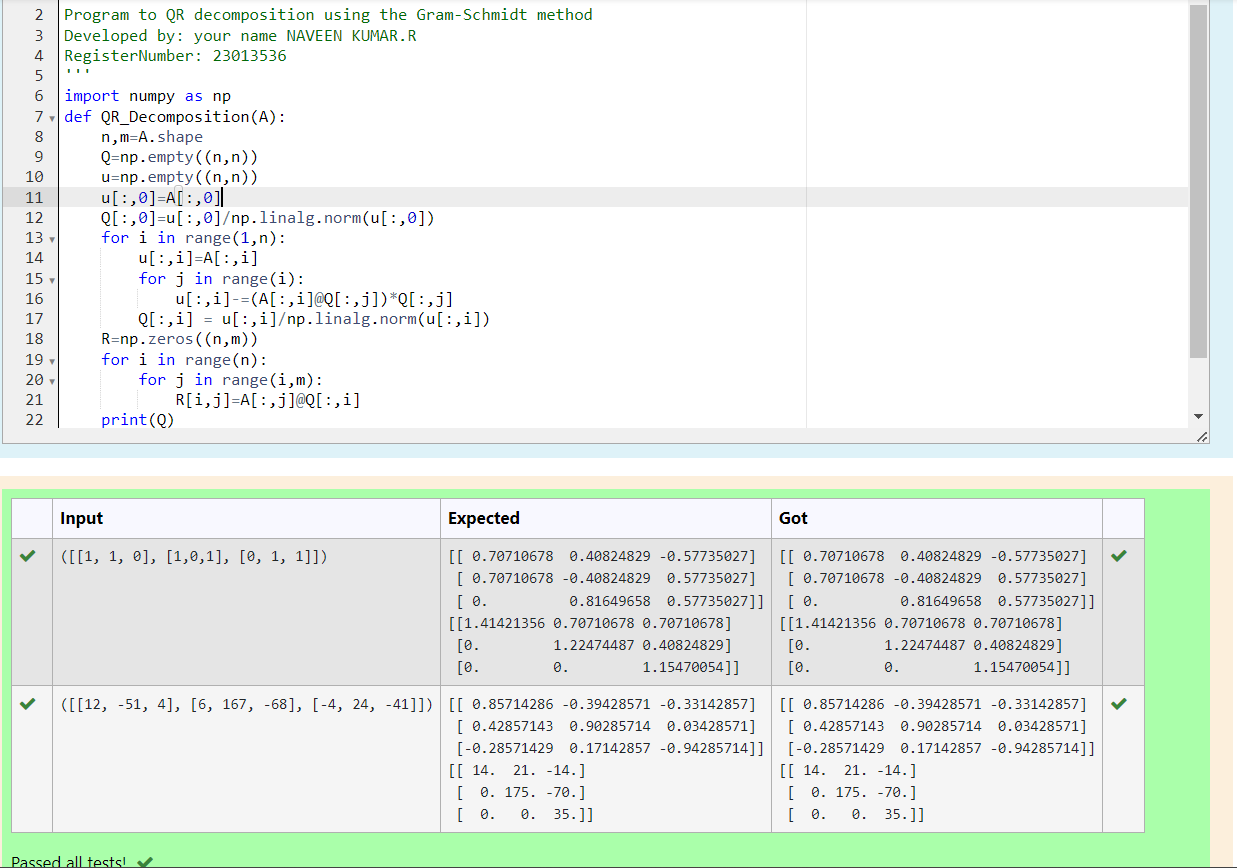 2 Program to QR decomposition using the Gram-Schmidt method
3 Developed by: your name NAVEEN KUMAR.R
4 RegisterNumber: 23013536
5 '''
6 import numpy as np
7 def QR_Decomposition(A):
8     n,m=A.shape
9     Q=np.empty((n,n))
10     u=np.empty((n,n))
11     u[:,0]=A[:,0]
12     Q[:,0]=u[:,0]/np.linalg.norm(u[:,0])
13     for i in range(1,n):
14         u[:,i]=A[:,i]
15         for j in range(i):
16             u[:,i]-=(A[:,i]@Q[:,j])*Q[:,j]
17         Q[:,i] = u[:,i]/np.linalg.norm(u[:,i])
18     R=np.zeros((n,m))
19     for i in range(n):
20         for j in range(i,m):
21             R[i,j]=A[:,j]@Q[:,i]
22     print(Q)
Input Expected Got
([[1, 1, 0], [1,0,1], [0, 1, 1]]) [[ 0.70710678  0.40824829 -0.57735027] [[ 0.70710678  0.40824829 -0.57735027]
[ 0.70710678 -0.40824829  0.57735027] [ 0.70710678 -0.40824829  0.57735027]
[ 0.          0.81649658  0.57735027]] [ 0.          0.81649658  0.57735027]]
[[1.41421356 0.70710678 0.70710678] [[1.41421356 0.70710678 0.70710678]
[0.         1.22474487 0.40824829] [0.         1.22474487 0.40824829]
[0.         0.         1.15470054]] [0.         0.         1.15470054]]
([[12, -51, 4], [6, 167, -68], [-4, 24, -41]]) [[ 0.85714286 -0.39428571 -0.33142857] [[ 0.85714286 -0.39428571 -0.33142857]
[ 0.42857143  0.90285714  0.03428571] [ 0.42857143  0.90285714  0.03428571]
[-0.28571429  0.17142857 -0.94285714]] [-0.28571429  0.17142857 -0.94285714]]
[[ 14.  21. -14.] [[ 14.  21. -14.]
[  0. 175. -70.] [  0. 175. -70.]
[  0.   0.  35.]] [  0.   0.  35.]]
Passed all tests!